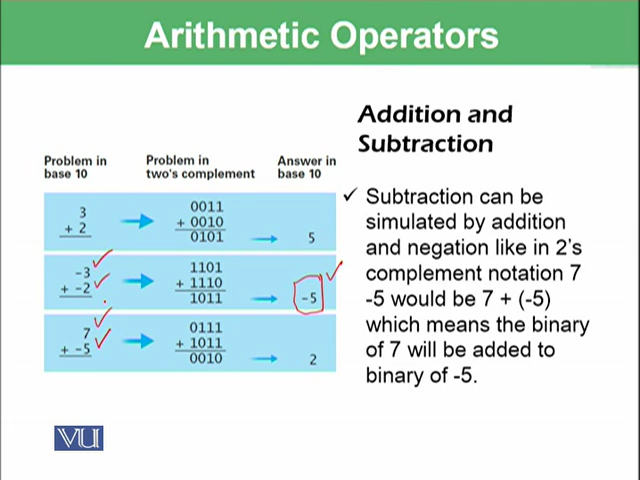 Arithmetic Operators
Problem in
base 10
Problem in
two's complement
Answer in
base 10
3
+ 2
0011
+ 0010
0101
5
-3
+ -2
1101
+ 1110
1011
-5
7
+ -5
0111
+ 1011
0010
2
Addition and
Subtraction
✓ Subtraction can be
simulated by addition
and negation like in 2's
complement notation 7
-5 would be 7 + (-5)
which means the binary
of 7 will be added to
binary of -5.
VU